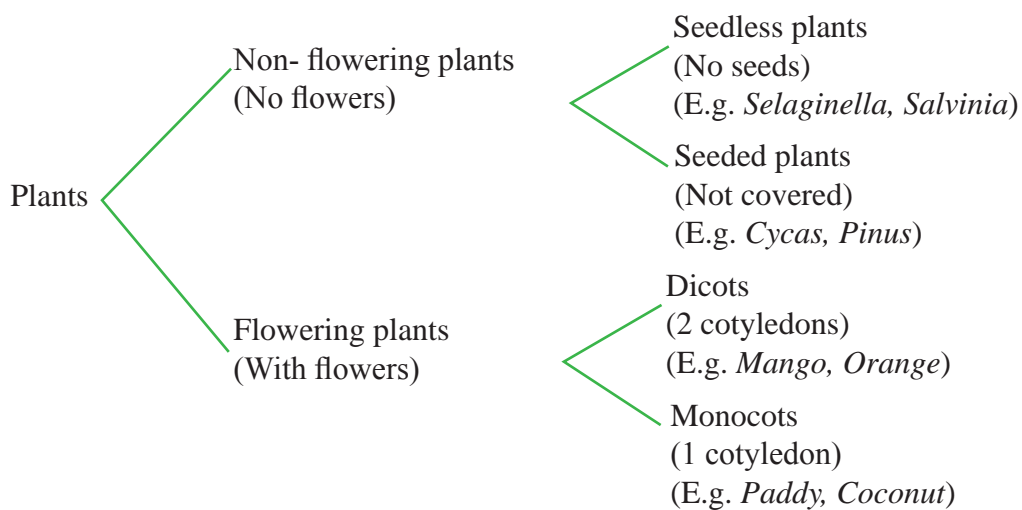 Plants
Non- flowering plants
(No flowers)
Seedless plants
(No seeds)
(E.g. Selaginella, Salvinia)
Seeded plants
(Not covered)
(E.g. Cycas, Pinus)
Flowering plants
(With flowers)
Dicots
(2 cotyledons)
(E.g. Mango, Orange)
Monocots
(1 cotyledon)
(E.g. Paddy, Coconut)